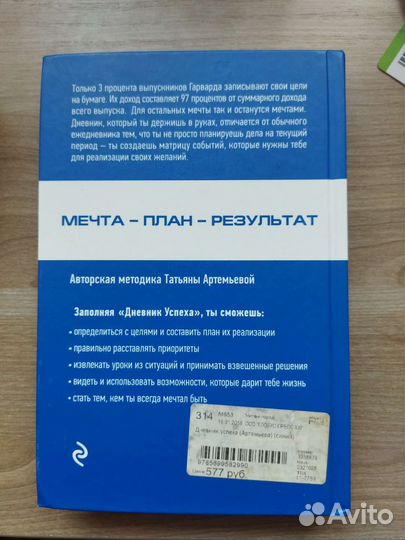 Только 3 процента выпускников Гарварда записывают свои цели
на бумаге. Их доход составляет 97 процентов от суммарного дохода
всего выпуска. Для остальных мечты так и останутся мечтами.
Дневник, который ты держишь в руках, отличается от обычного
ежедневника тем, что ты не просто планируешь дела на текущий
период – ты создаешь матрицу событий, которые нужны тебе
для реализации своих желаний.
МЕЧТА – ПЛАН – РЕЗУЛЬТАТ
Авторская методика Татьяны Артемьевой
Заполняя «Дневник Успеха», ты сможешь:
• определиться с целями и составить план их реализации
• правильно расставлять приоритеты
• извлекать уроки из ситуаций и принимать взвешенные решения
• видеть и использовать возможности, которые дарит тебе жизнь
• стать тем, кем ты всегда мечтал быть
314 М653
Дневник успеха (Артемьева) (синий)
9785699582990
Цена: 577 руб.
Avito